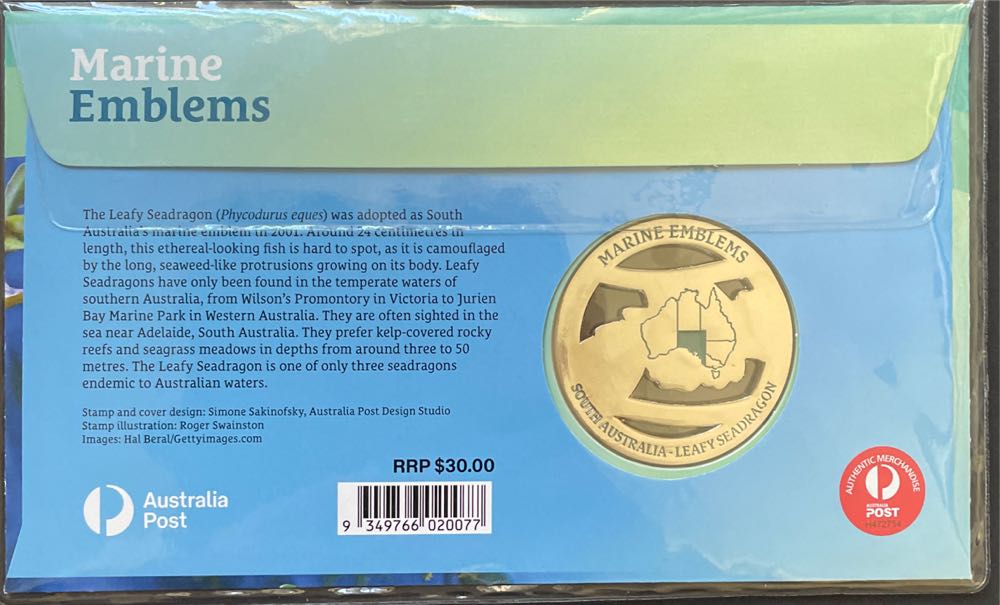 Marine
Emblems
The Leafy Seadragon (Phycodurus eques) was adopted as South
Australia's marine emblem in 2001. Around 24 centimetres in
length, this ethereal-looking fish is hard to spot, as it is camouflaged
by the long, seaweed-like protrusions growing on its body. Leafy
Seadragons have only been found in the temperate waters of
southern Australia, from Wilson's Promontory in Victoria to Jurien
Bay Marine Park in Western Australia. They are often sighted in the
sea near Adelaide, South Australia. They prefer kelp-covered rocky
reefs and seagrass meadows in depths from around three to 50
metres. The Leafy Seadragon is one of only three seadragons
endemic to Australian waters.
Stamp and cover design: Simone Sakinofsky, Australia Post Design Studio
Stamp illustration: Roger Swainston
Images: Hal Beral/Gettyimages.com
RRP $30.00
Australia
Post
9 349766 020077
MARINE EMBLEMS
SOUTH AUSTRALIA - LEAFY SEADRAGON
AUTHENTIC MERCHANDISE
AUSTRALIA
POST
H472754